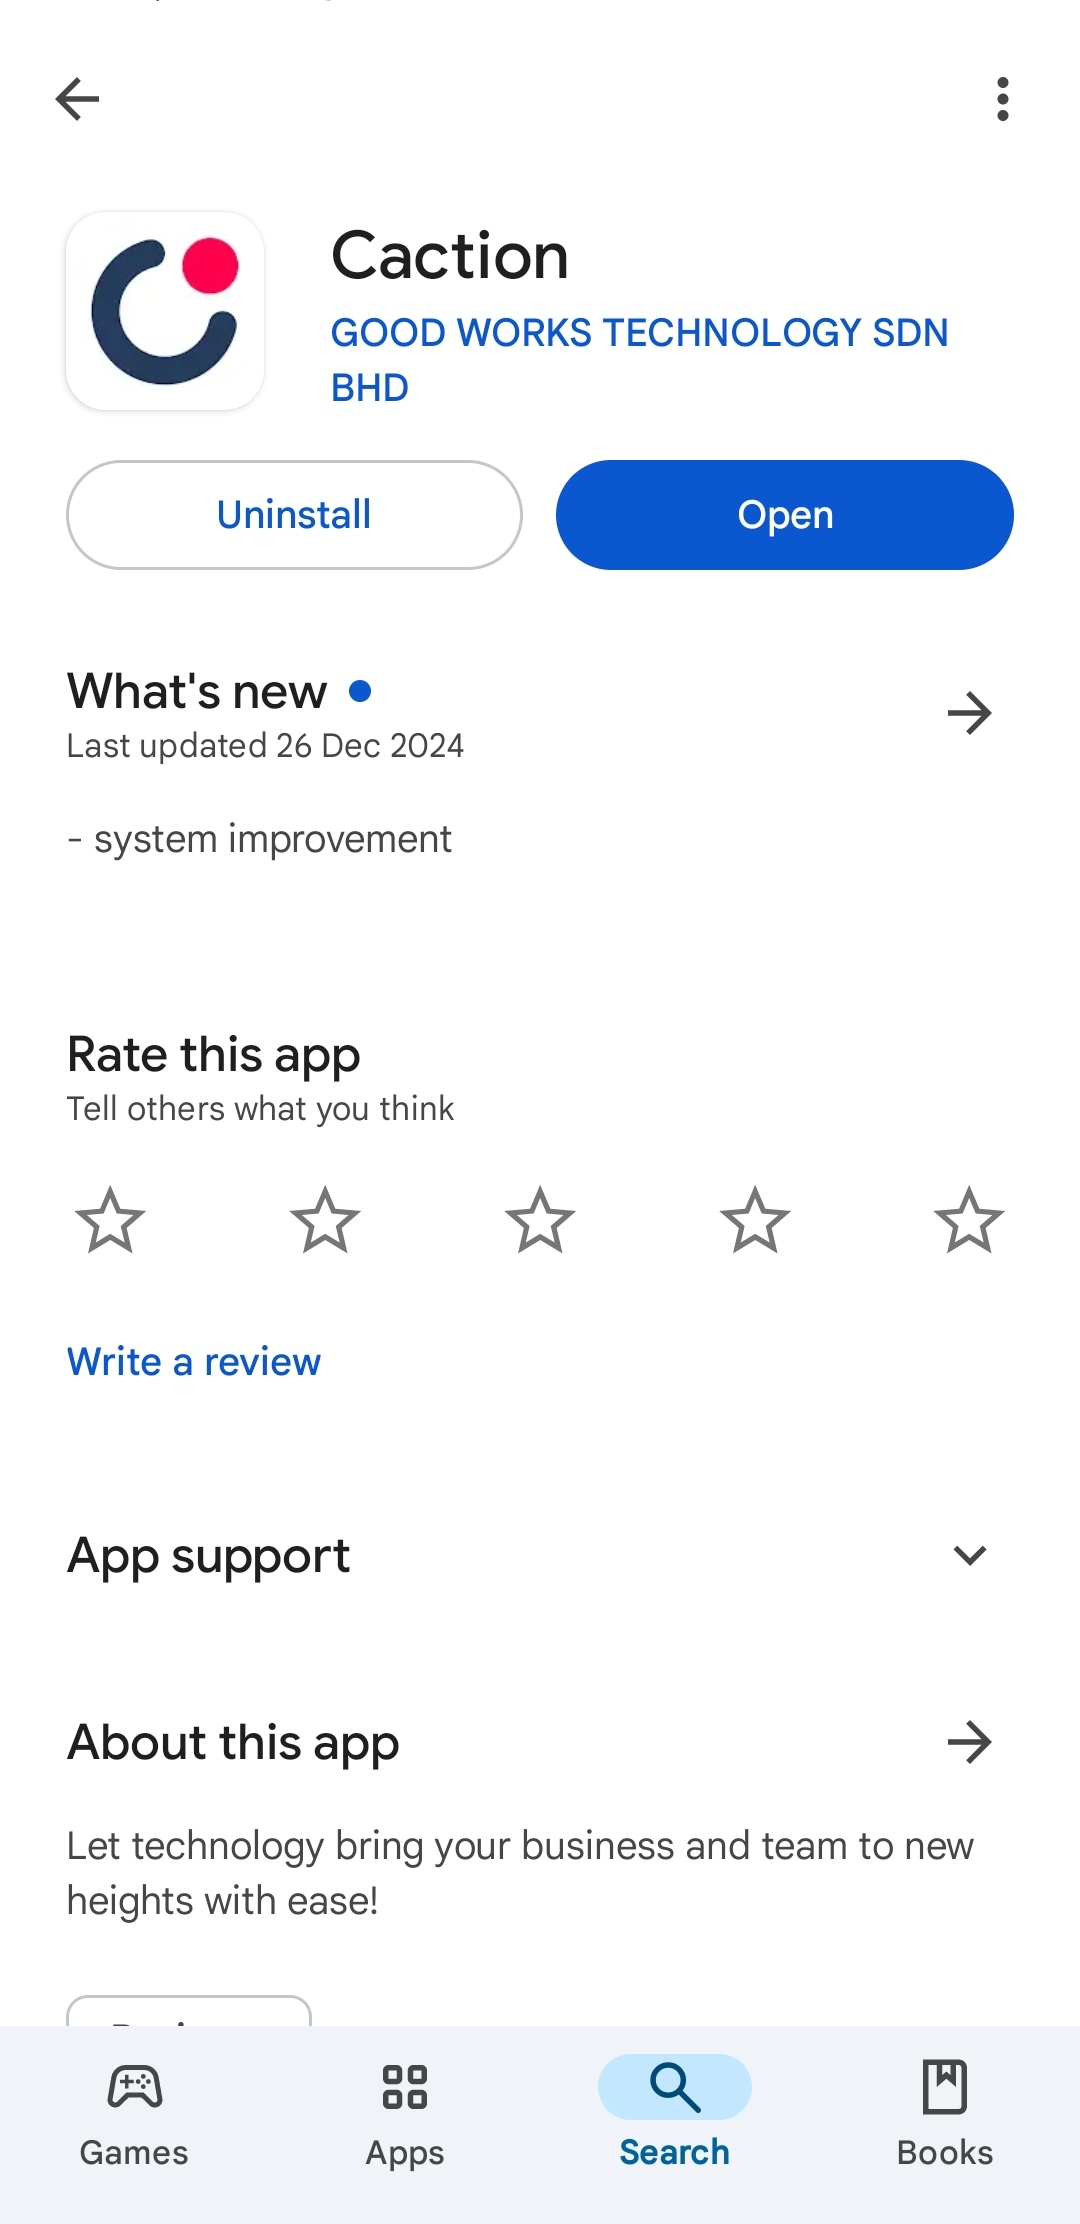 Caction
GOOD WORKS TECHNOLOGY SDN
BHD
Uninstall
Open
What's new
Last updated 26 Dec 2024
- system improvement
Rate this app
Tell others what you think
Write a review
App support
About this app
Let technology bring your business and team to new
heights with ease!
Games
Apps
Search
Books